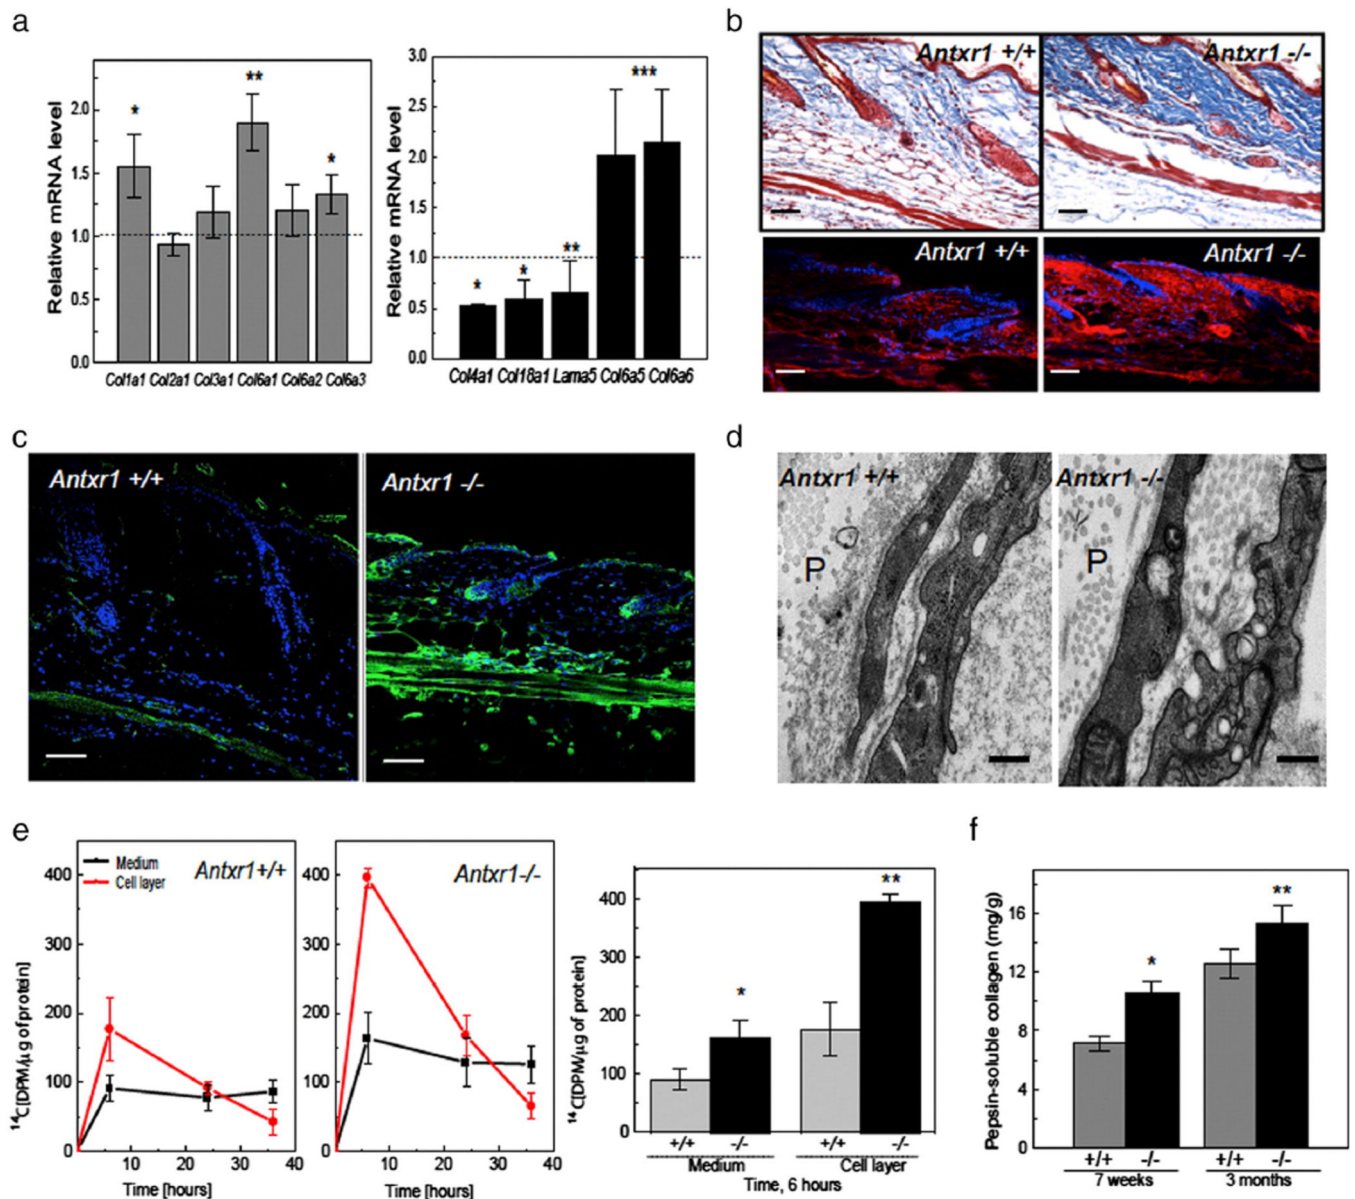 a
Relative mRNA level
2.0
1.5
1.0
0.5
0.0
*
**
*
Col1a1 Col2a1 Col3a1 Col6a1 Col6a2 Col6a3
Relative mRNA level
3.0
2.5
2.0
1.5
1.0
0.5
0.0
*
*
**
***
Col4a1 Col18a1 Lama5 Col6a5 Col6a6
b
Antxr1 +/+
Antxr1 -/-
Antxr1 +/+
Antxr1 -/-
c
Antxr1 +/+
Antxr1 -/-
d
Antxr1 +/+
P
Antxr1 -/-
P
e
14C[DPM/µg of protein]
400
300
200
100
0
Medium
Cell layer
Antxr1+/+
0 10 20 30 40
Time [hours]
400
300
200
100
0
Antxr1-/-
10 20 30 40
Time [hours]
14C[DPM/µg of protein]
400
300
200
100
0
*
**
+/+ -/- +/+ -/-
Medium Cell layer
Time, 6 hours
f
Pepsin-soluble collagen (mg/g)
16
12
8
4
0
*
**
+/+ -/- +/+ -/-
7 weeks 3 months